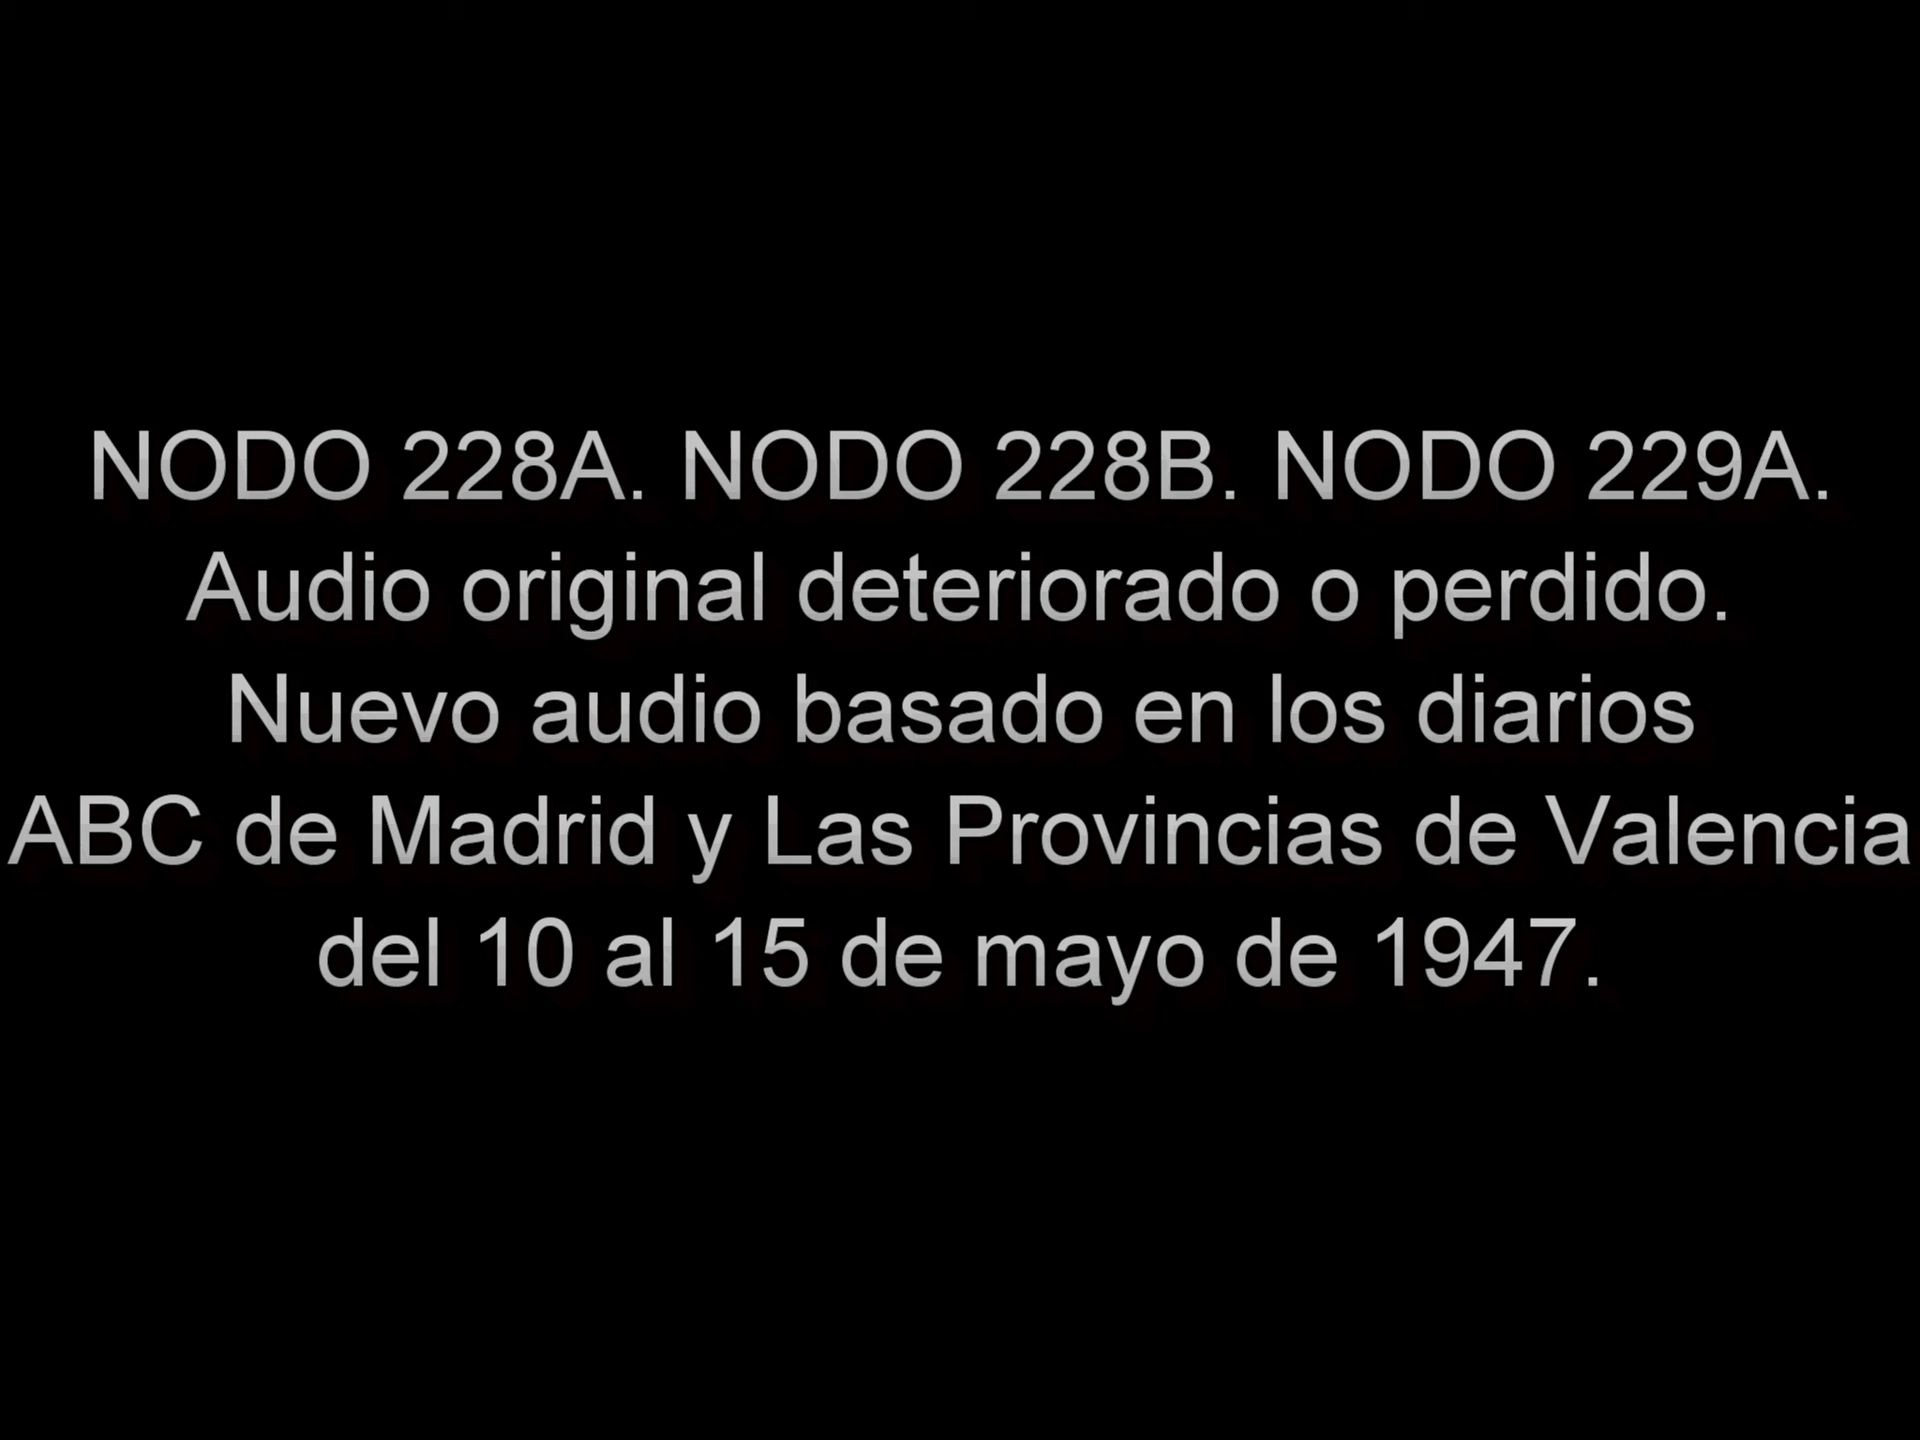 NODO 228A. NODO 228B. NODO 229A.
Audio original deteriorado o perdido.
Nuevo audio basado en los diarios
ABC de Madrid y Las Provincias de Valencia
del 10 al 15 de mayo de 1947.